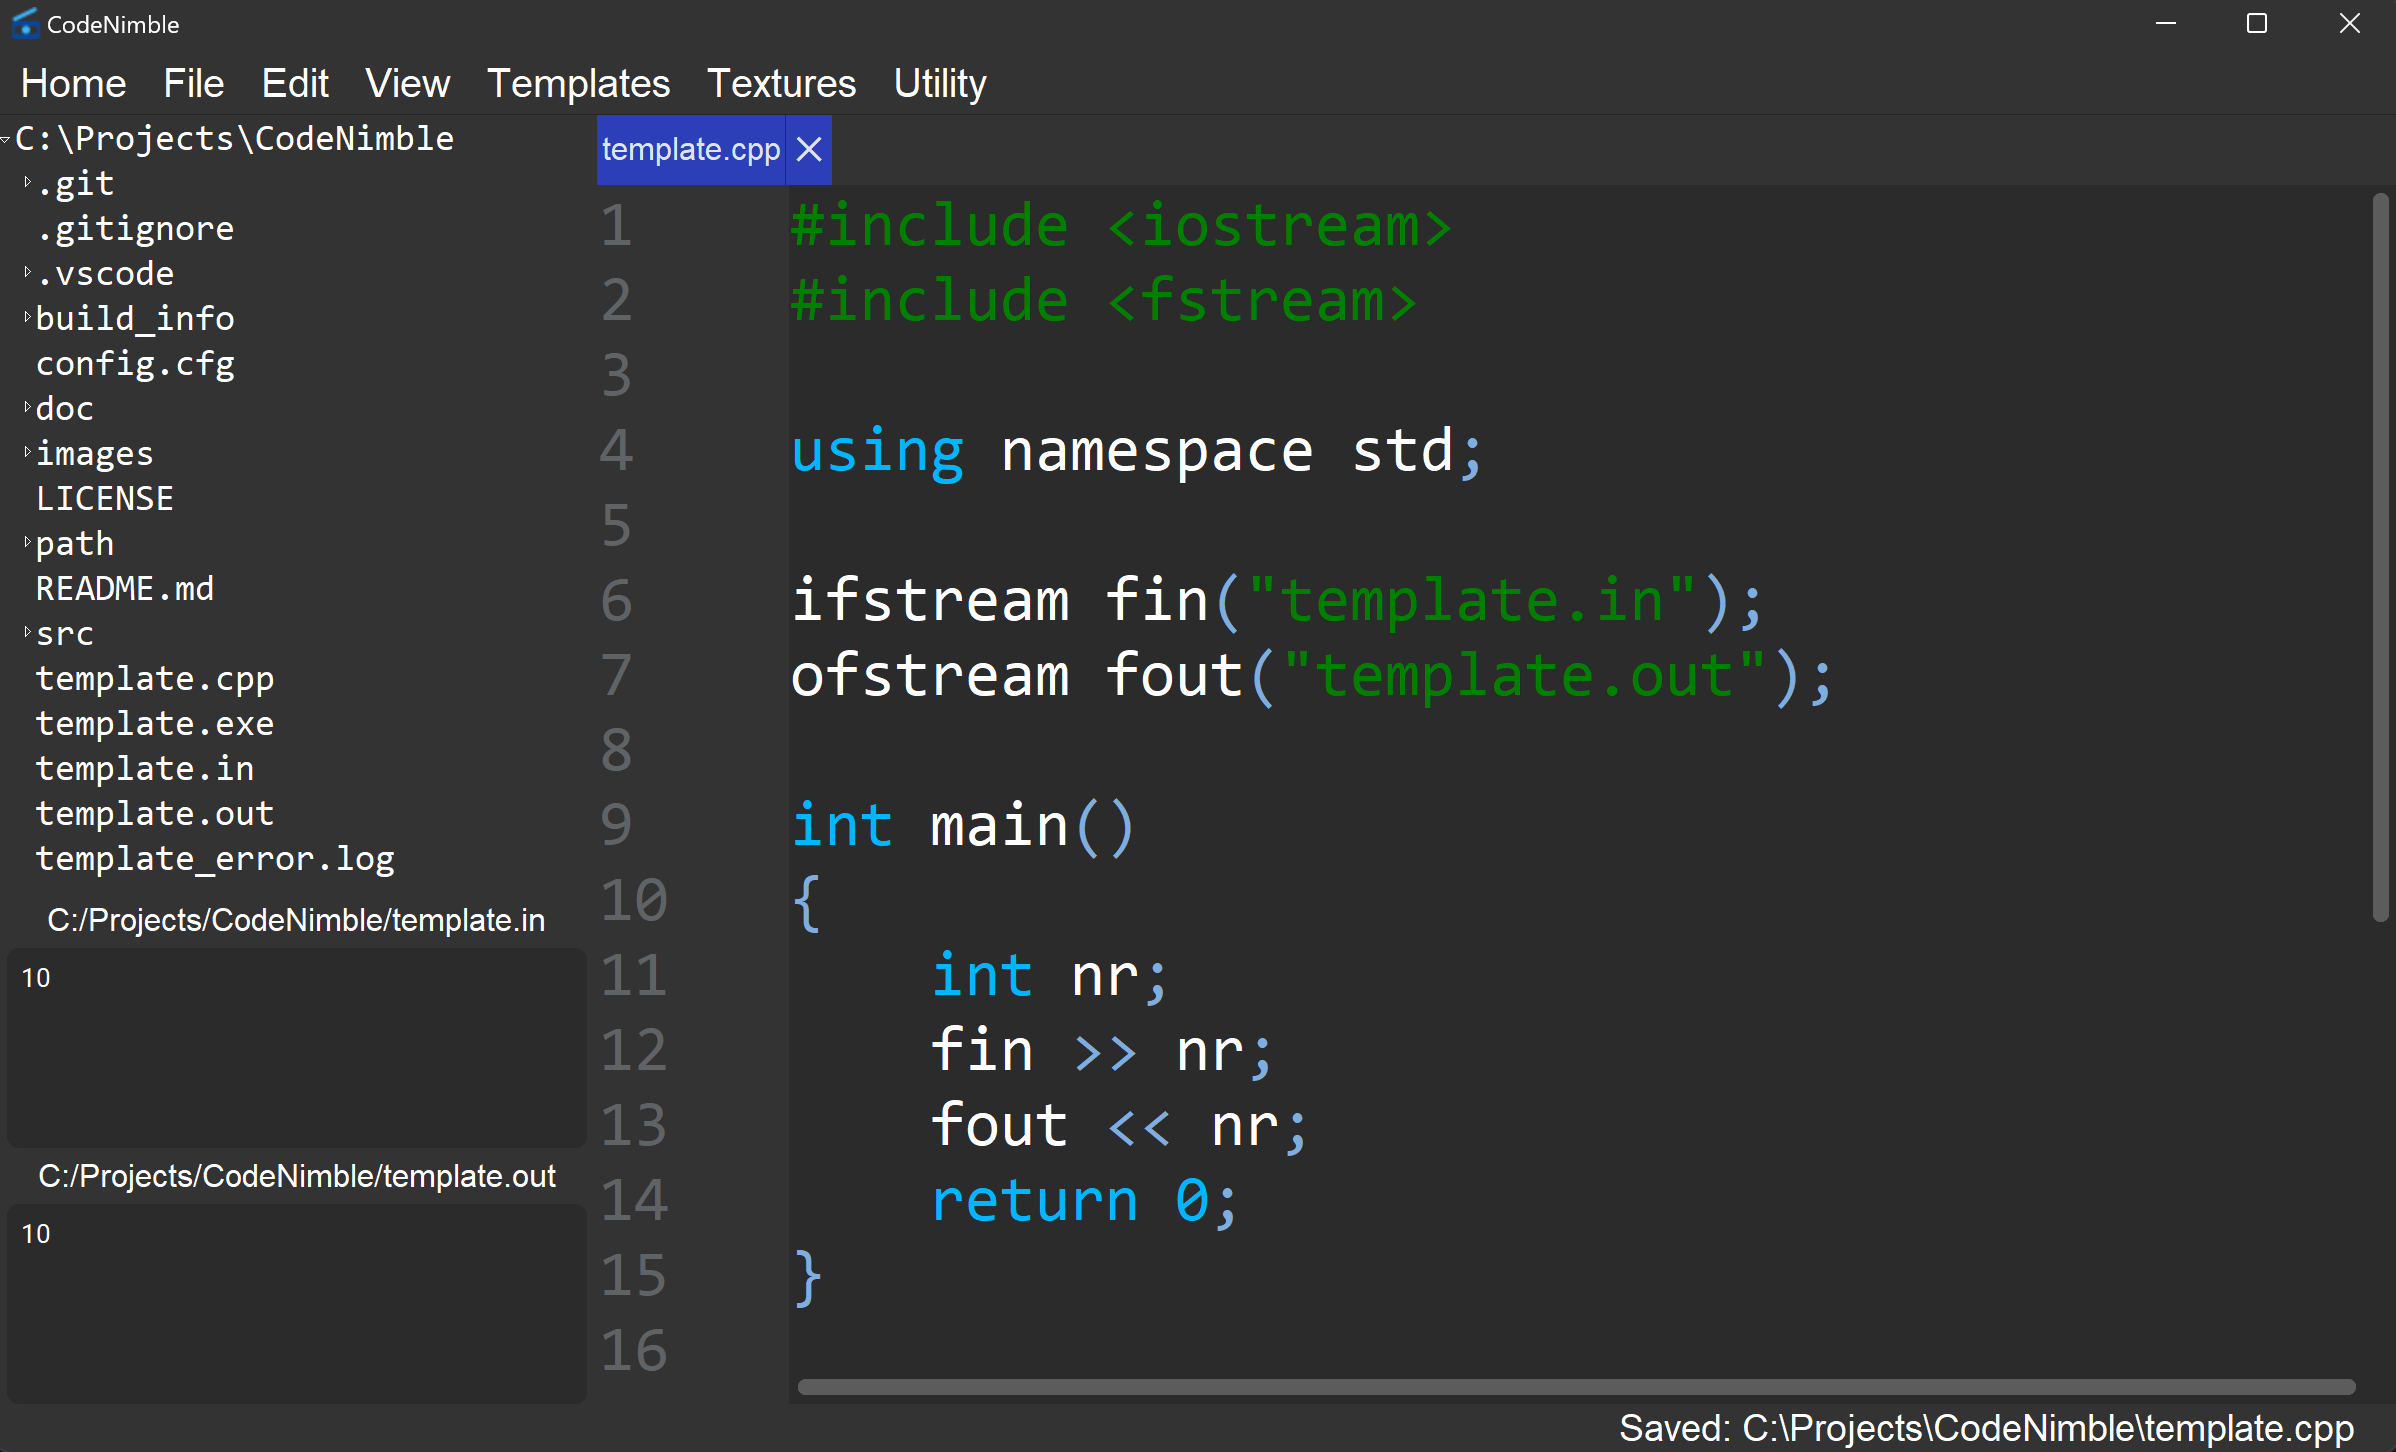 CodeNimble
Home File Edit View Templates Textures Utility
C:\Projects\CodeNimble
.git
.gitignore
.vscode
build_info
config.cfg
doc
images
LICENSE
path
README.md
src
template.cpp
template.exe
template.in
template.out
template_error.log
C:/Projects/CodeNimble/template.in
10
C:/Projects/CodeNimble/template.out
10
template.cpp
1 #include <iostream>
2 #include <fstream>
3
4 using namespace std;
5
6 ifstream fin("template.in");
7 ofstream fout("template.out");
8
9 int main()
10 {
11     int nr;
12     fin >> nr;
13     fout << nr;
14     return 0;
15 }
16
Saved: C:\Projects\CodeNimble\template.cpp